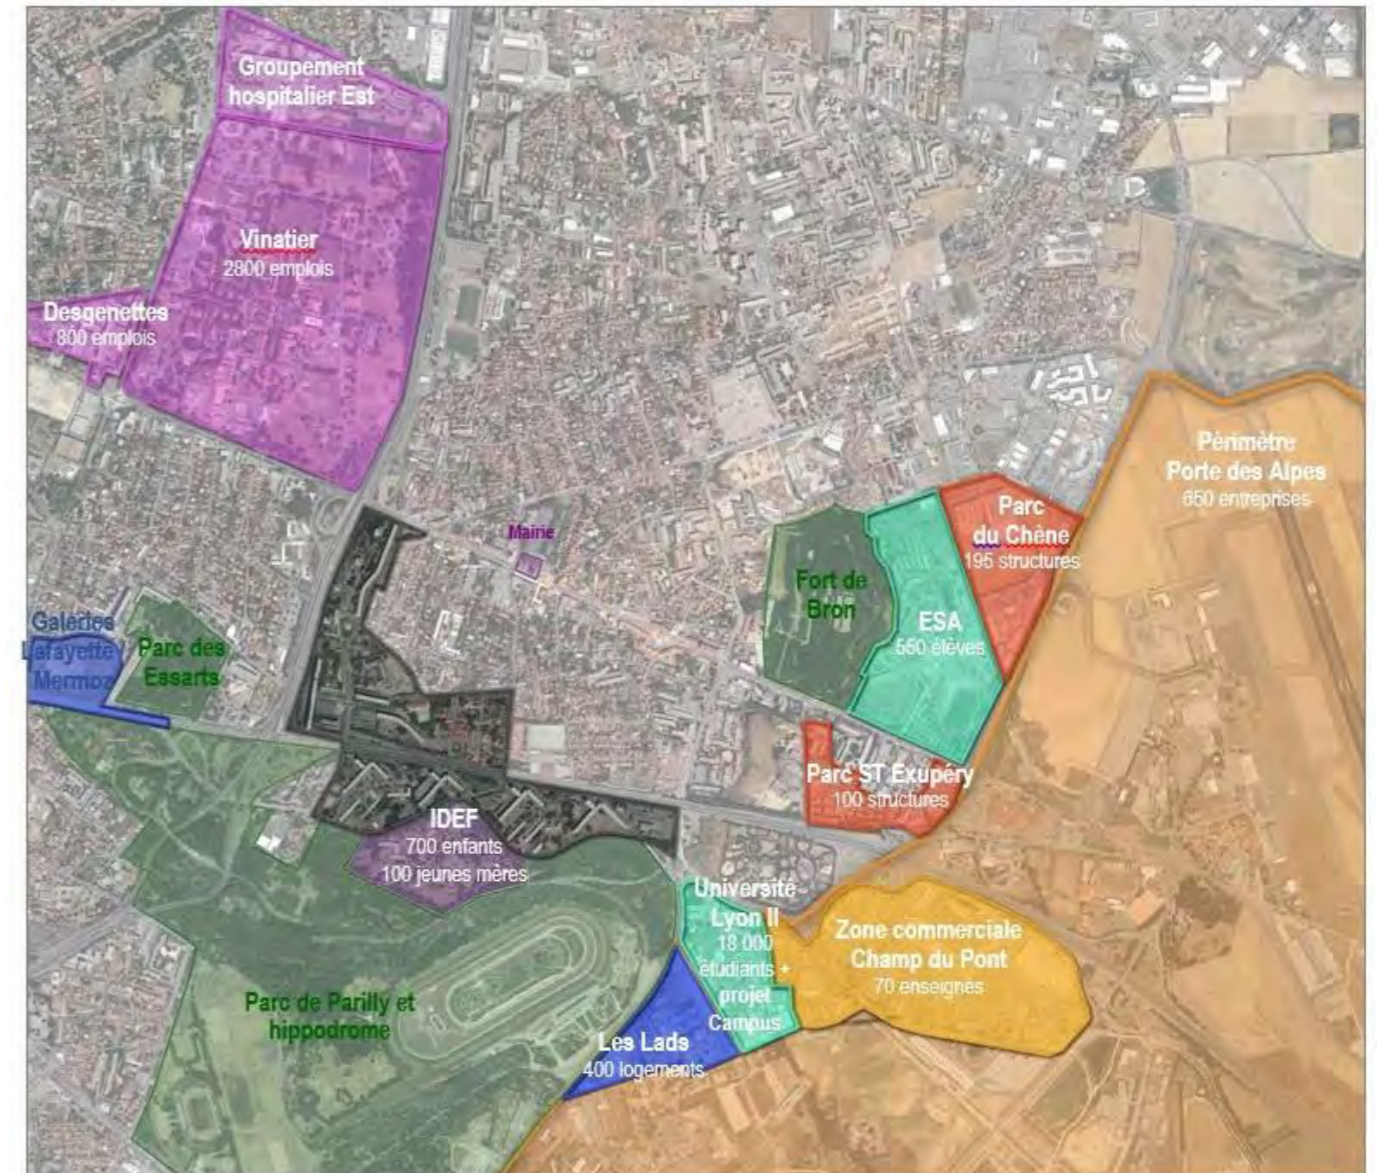 Groupement
hospitalier Est
Vinatier
2800 emplois
Desgenettes
800 emplois
Périmètre
Porte des Alpes
650 entreprises
Parc
du Chêne
195 structures
Mairie
Fort de
Bron
ESA
550 élèves
Galeries
Lafayette
Mermoz
Parc des
Essarts
Parc ST Exupéry
100 structures
IDEF
700 enfants
100 jeunes mères
Université
Lyon II
18 000
étudiants +
projet
Campus
Zone commerciale
Champ du Pont
70 enseignes
Parc de Parilly et
hippodrome
Les Lads
400 logements